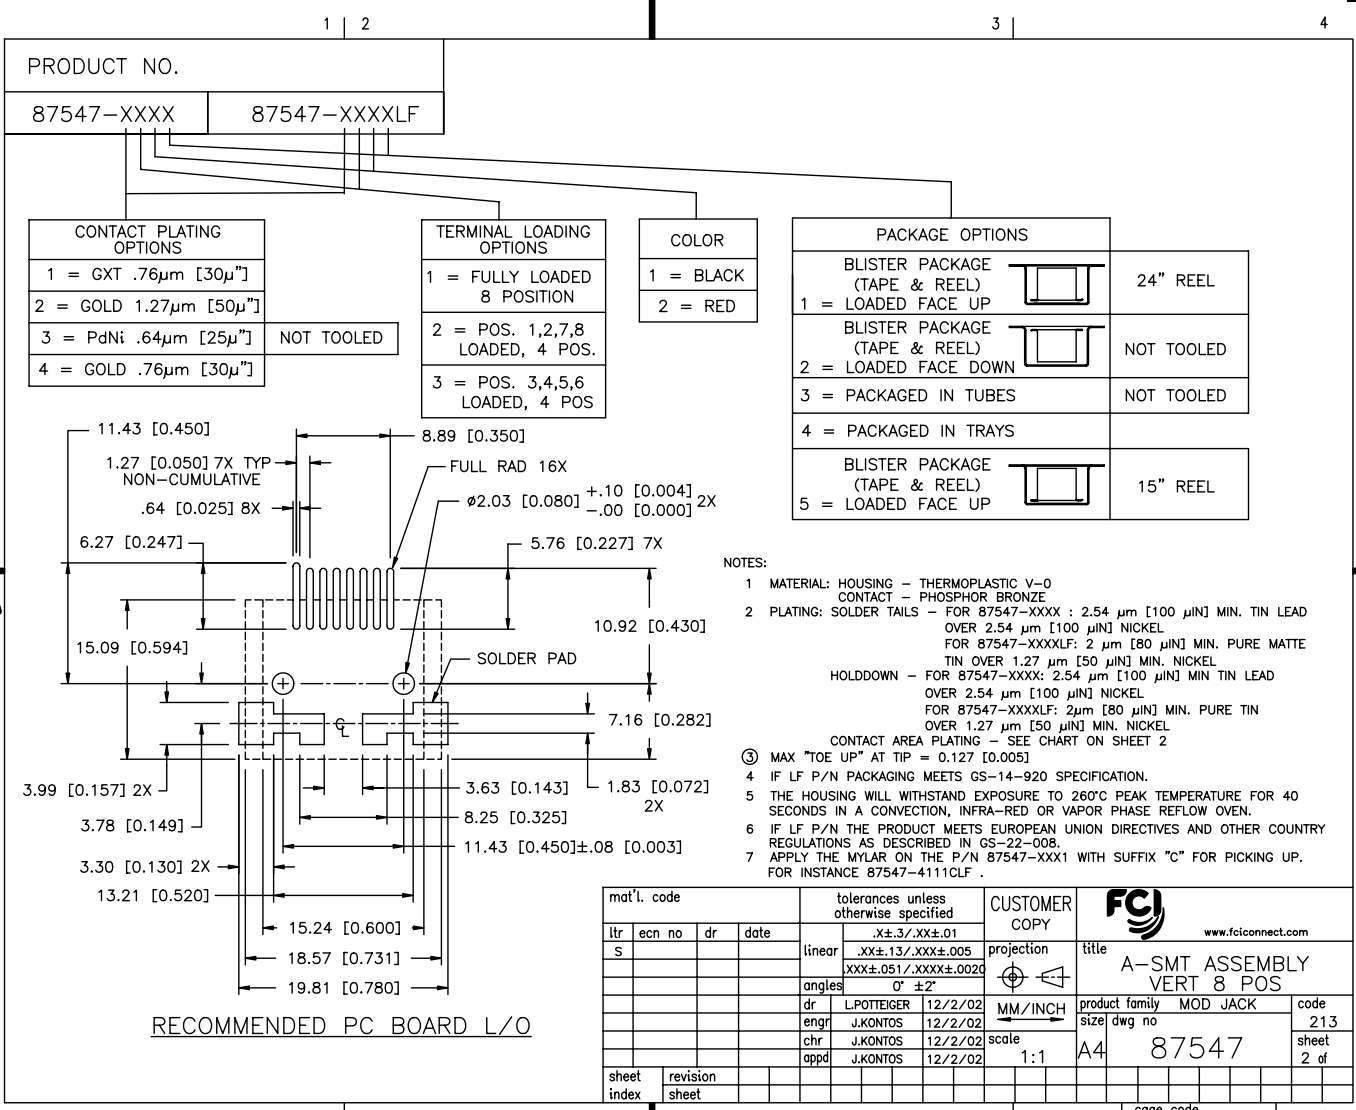 1 2 3 4
PRODUCT NO.
87547-XXXX 87547-XXXXLF
CONTACT PLATING
OPTIONS
1 = GXT .76µm [30µ"]
2 = GOLD 1.27µm [50µ"]
3 = PdNi .64µm [25µ"] NOT TOOLED
4 = GOLD .76µm [30µ"]
TERMINAL LOADING
OPTIONS
1 = FULLY LOADED
8 POSITION
2 = POS. 1,2,7,8
LOADED, 4 POS.
3 = POS. 3,4,5,6
LOADED, 4 POS
COLOR
1 = BLACK
2 = RED
PACKAGE OPTIONS
BLISTER PACKAGE
(TAPE & REEL)
1 = LOADED FACE UP
24" REEL
BLISTER PACKAGE
(TAPE & REEL)
2 = LOADED FACE DOWN
NOT TOOLED
3 = PACKAGED IN TUBES NOT TOOLED
4 = PACKAGED IN TRAYS
BLISTER PACKAGE
(TAPE & REEL)
5 = LOADED FACE UP
15" REEL
11.43 [0.450]
8.89 [0.350]
1.27 [0.050] 7X TYP
NON-CUMULATIVE
FULL RAD 16X
.64 [0.025] 8X
ø2.03 [0.080] +.10 [0.004] 2X
-.00 [0.000]
6.27 [0.247]
5.76 [0.227] 7X
15.09 [0.594]
10.92 [0.430]
SOLDER PAD
CL
7.16 [0.282]
3.99 [0.157] 2X
3.63 [0.143]
1.83 [0.072]
2X
3.78 [0.149]
8.25 [0.325]
11.43 [0.450]±.08 [0.003]
3.30 [0.130] 2X
13.21 [0.520]
15.24 [0.600]
18.57 [0.731]
19.81 [0.780]
RECOMMENDED PC BOARD L/O
NOTES:
1 MATERIAL: HOUSING - THERMOPLASTIC V-0
CONTACT - PHOSPHOR BRONZE
2 PLATING: SOLDER TAILS - FOR 87547-XXXX : 2.54 µm [100 µIN] MIN. TIN LEAD
OVER 2.54 µm [100 µIN] NICKEL
FOR 87547-XXXXLF: 2 µm [80 µIN] MIN. PURE MATTE
TIN OVER 1.27 µm [50 µIN] MIN. NICKEL
HOLDDOWN - FOR 87547-XXXX: 2.54 µm [100 µIN] MIN TIN LEAD
OVER 2.54 µm [100 µIN] NICKEL
FOR 87547-XXXXLF: 2µm [80 µIN] MIN. PURE TIN
OVER 1.27 µm [50 µIN] MIN. NICKEL
CONTACT AREA PLATING - SEE CHART ON SHEET 2
3 MAX "TOE UP" AT TIP = 0.127 [0.005]
4 IF LF P/N PACKAGING MEETS GS-14-920 SPECIFICATION.
5 THE HOUSING WILL WITHSTAND EXPOSURE TO 260°C PEAK TEMPERATURE FOR 40
SECONDS IN A CONVECTION, INFRA-RED OR VAPOR PHASE REFLOW OVEN.
6 IF LF P/N THE PRODUCT MEETS EUROPEAN UNION DIRECTIVES AND OTHER COUNTRY
REGULATIONS AS DESCRIBED IN GS-22-008.
7 APPLY THE MYLAR ON THE P/N 87547-XXX1 WITH SUFFIX "C" FOR PICKING UP.
FOR INSTANCE 87547-4111CLF .
mat'l. code
ltr ecn no dr date
S
tolerances unless
otherwise specified
linear
.X±.3/.XX±.01
.XX±.13/.XXX±.005
.XXX±.051/.XXXX±.0020
angles 0° ±2°
dr L.POTTEIGER 12/2/02
engr J.KONTOS 12/2/02
chr J.KONTOS 12/2/02
appd J.KONTOS 12/2/02
CUSTOMER
COPY
projection
MM/INCH
scale
1:1
FCI
www.fciconnect.com
title
A-SMT ASSEMBLY
VERT 8 POS
product family MOD JACK
code
213
size dwg no
A4 87547
sheet
2 of
sheet revision
index sheet
cage code